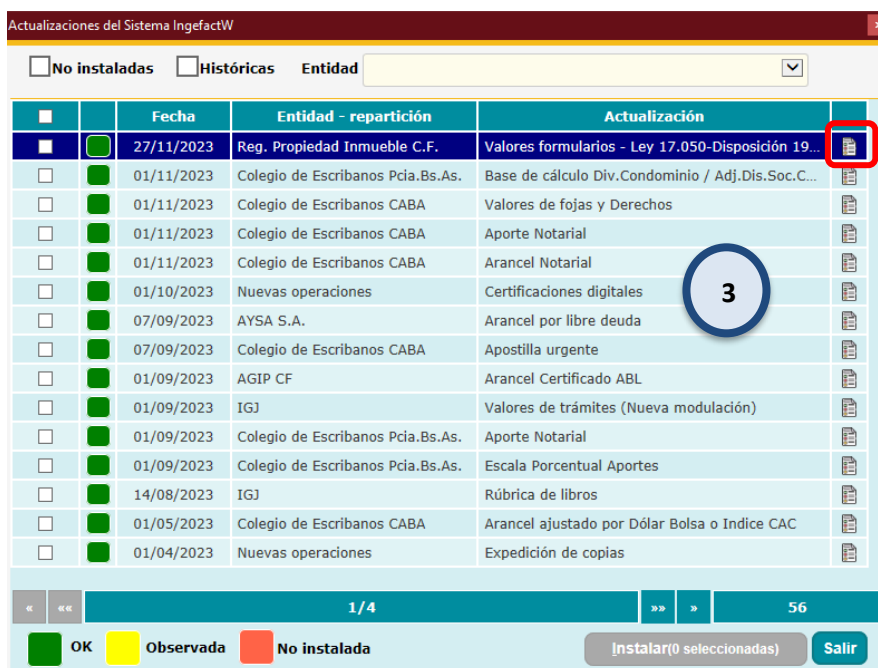 Actualizaciones del Sistema IngefactW
No instaladas Históricas Entidad
Fecha Entidad - repartición Actualización
27/11/2023 Reg. Propiedad Inmueble C.F. Valores formularios - Ley 17.050-Disposición 19...
01/11/2023 Colegio de Escribanos Pcia.Bs.As. Base de cálculo Div.Condominio / Adj.Dis.Soc.C...
01/11/2023 Colegio de Escribanos CABA Valores de fojas y Derechos
01/11/2023 Colegio de Escribanos CABA Aporte Notarial
01/11/2023 Colegio de Escribanos CABA Arancel Notarial
01/10/2023 Nuevas operaciones Certificaciones digitales 3
07/09/2023 AYSA S.A. Arancel por libre deuda
07/09/2023 Colegio de Escribanos CABA Apostilla urgente
01/09/2023 AGIP CF Arancel Certificado ABL
01/09/2023 IGJ Valores de trámites (Nueva modulación)
01/09/2023 Colegio de Escribanos Pcia.Bs.As. Aporte Notarial
01/09/2023 Colegio de Escribanos Pcia.Bs.As. Escala Porcentual Aportes
14/08/2023 IGJ Rúbrica de libros
01/05/2023 Colegio de Escribanos CABA Arancel ajustado por Dólar Bolsa o Indice CAC
01/04/2023 Nuevas operaciones Expedición de copias
« «« 1/4 »» » 56
OK Observada No instalada Instalar(0 seleccionadas) Salir